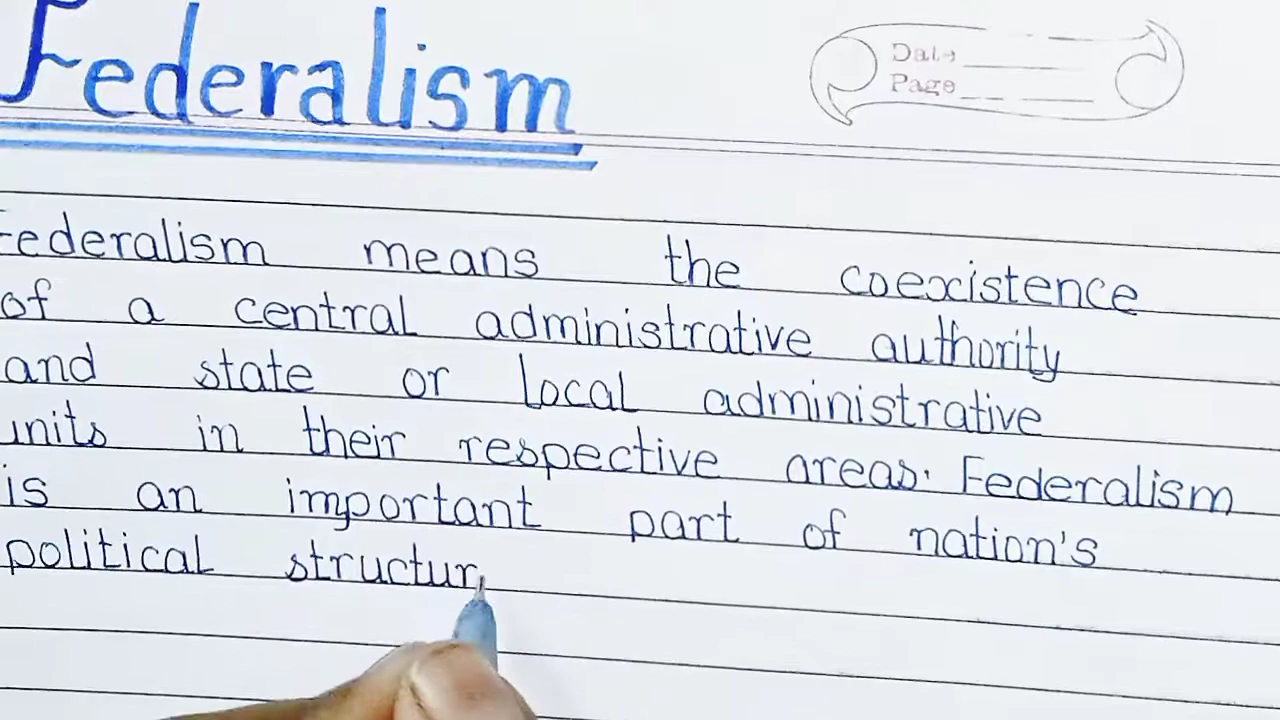 Federalism
Date
Page
Federalism means the coexistence
of a central administrative authority
and state or local administrative
units in their respective areas. Federalism
is an important part of nation's
political structur